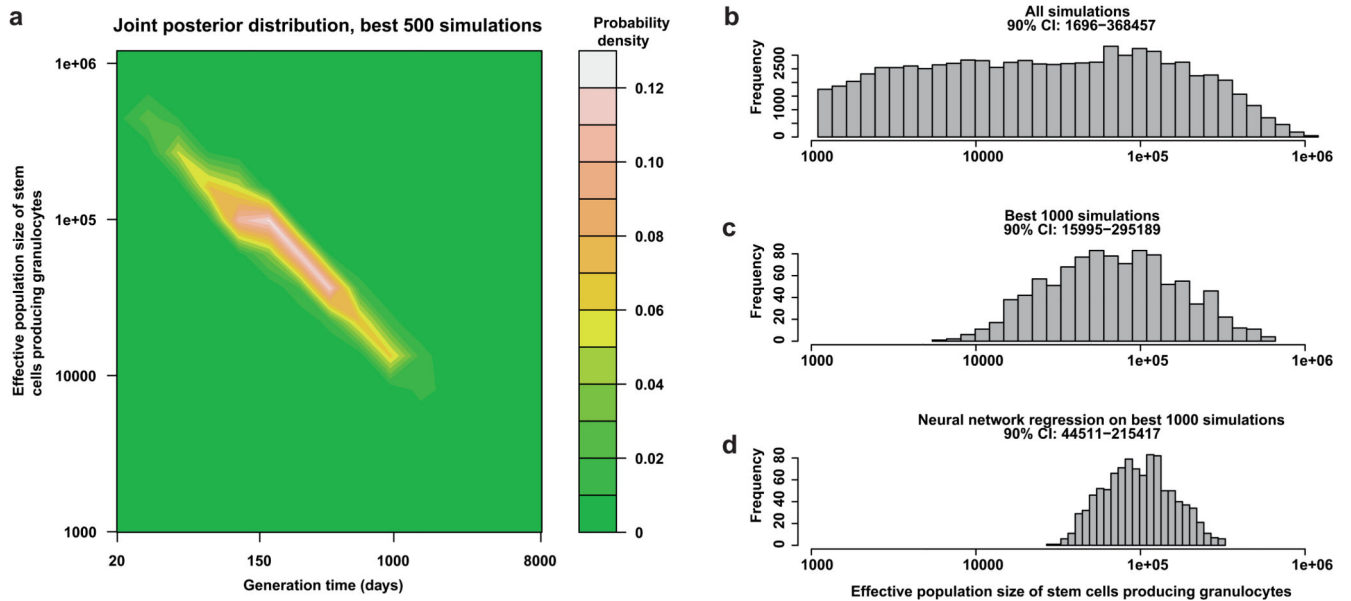 a
Joint posterior distribution, best 500 simulations
Effective population size of stem
cells producing granulocytes
1e+06
1e+05
10000
1000
20 150 1000 8000
Generation time (days)
Probability
density
0.12
0.10
0.08
0.06
0.04
0.02
0
b
All simulations
90% CI: 1696−368457
Frequency
2500
1000
0
1000 10000 1e+05 1e+06
c
Best 1000 simulations
90% CI: 15995−295189
Frequency
80
60
40
20
0
1000 10000 1e+05 1e+06
d
Neural network regression on best 1000 simulations
90% CI: 44511−215417
Frequency
80
60
40
20
0
1000 10000 1e+05 1e+06
Effective population size of stem cells producing granulocytes